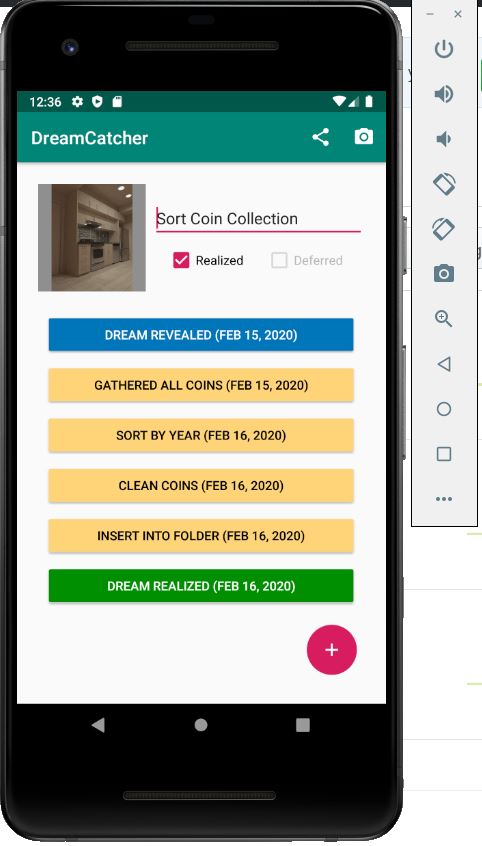 12:36
DreamCatcher
Sort Coin Collection
Realized Deferred
DREAM REVEALED (FEB 15, 2020)
GATHERED ALL COINS (FEB 15, 2020)
SORT BY YEAR (FEB 16, 2020)
CLEAN COINS (FEB 16, 2020)
INSERT INTO FOLDER (FEB 16, 2020)
DREAM REALIZED (FEB 16, 2020)